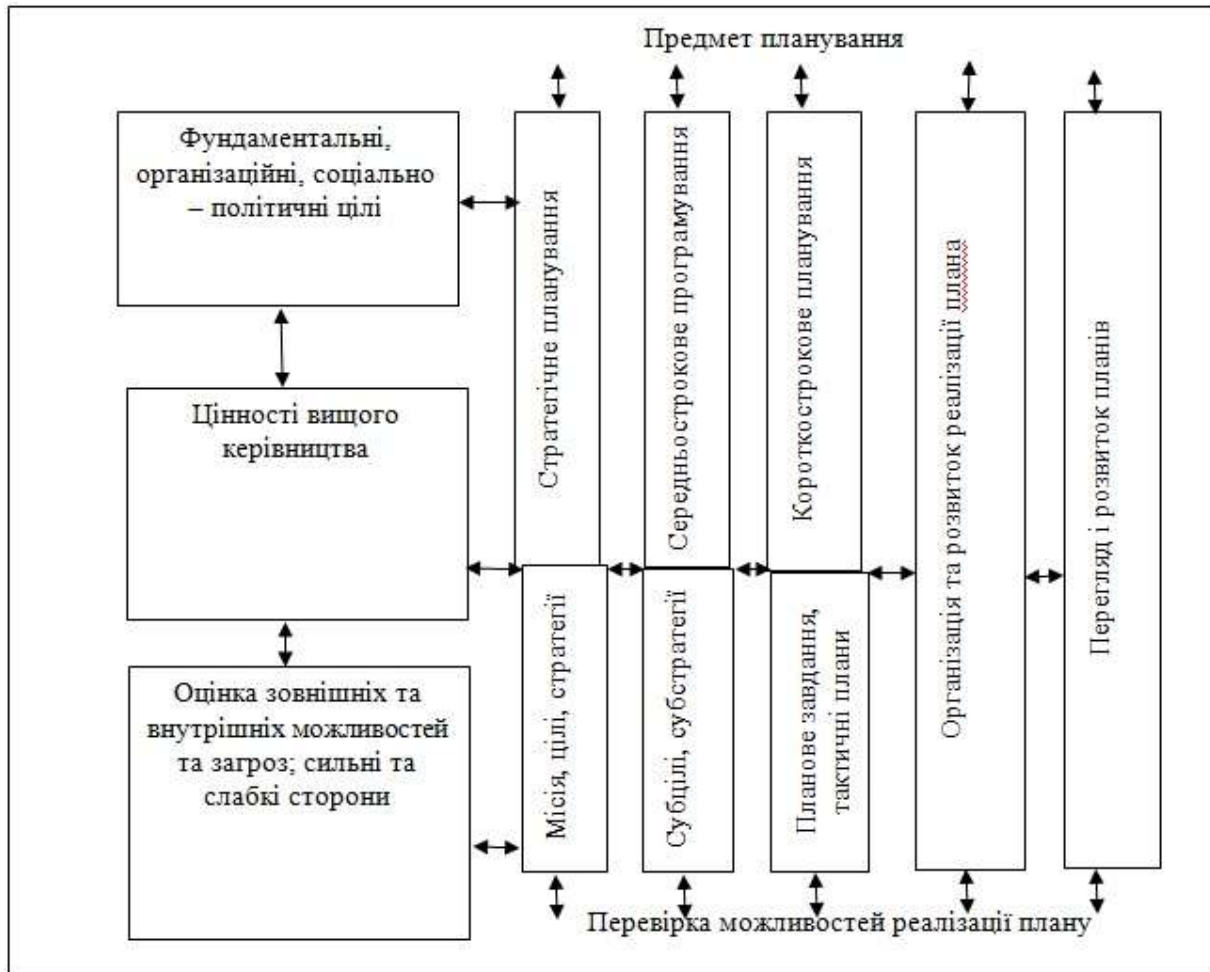 Предмет планування
Фундаментальні,
організаційні, соціально
– політичні цілі
Цінності вищого
керівництва
Оцінка зовнішніх та
внутрішніх можливостей
та загроз; сильні та
слабкі сторони
Стратегічне планування
Місія, цілі, стратегії
Середньострокове програмування
Субцілі, субстратегії
Короткострокове планування
Планове завдання,
тактичні плани
Організація та розвиток реалізації плана
Перегляд і розвиток планів
Перевірка можливостей реалізації плану